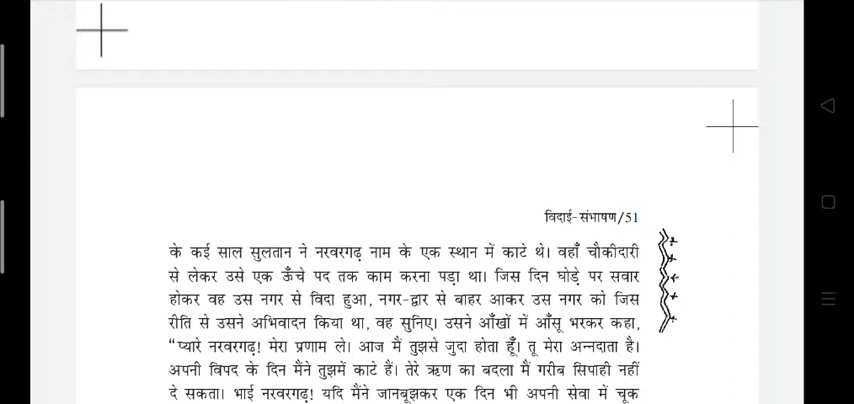 विदाई-संभाषण/51
के कई साल सुलतान ने नरवरगढ़ नाम के एक स्थान में काटे थे। वहाँ चौकीदारी
से लेकर उसे एक ऊँचे पद तक काम करना पड़ा था। जिस दिन घोड़े पर सवार
होकर वह उस नगर से विदा हुआ, नगर-द्वार से बाहर आकर उस नगर को जिस
रीति से उसने अभिवादन किया था, वह सुनिए। उसने आँखों में आँसू भरकर कहा,
“प्यारे नरवरगढ़! मेरा प्रणाम ले। आज मैं तुझसे जुदा होता हूँ। तू मेरा अन्नदाता है।
अपनी विपद के दिन मैंने तुझमें काटे हैं। तेरे ऋण का बदला मैं गरीब सिपाही नहीं
दे सकता। भाई नरवरगढ़! यदि मैंने जानबूझकर एक दिन भी अपनी सेवा में चूक